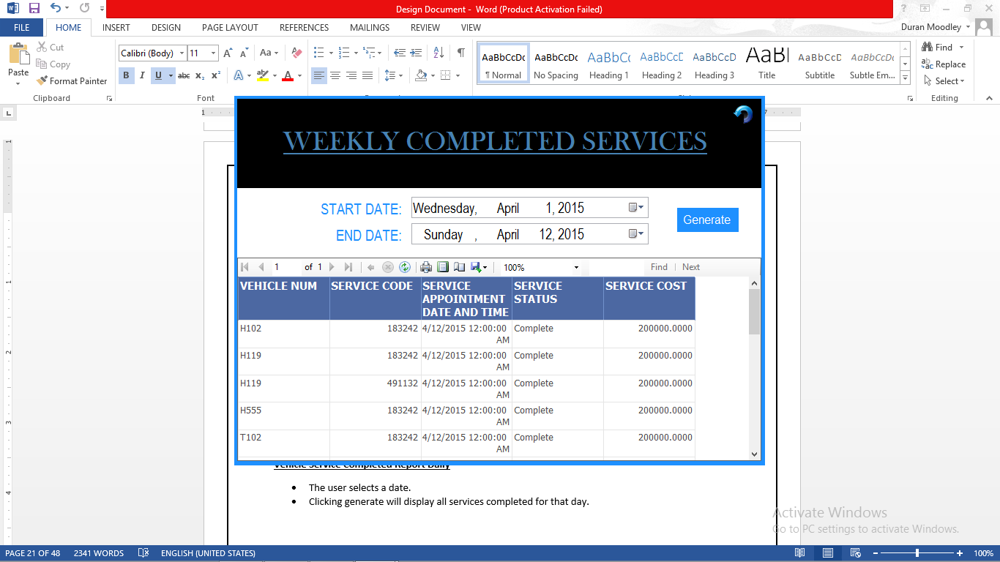 Design Document - Word (Product Activation Failed)
FILE HOME INSERT DESIGN PAGE LAYOUT REFERENCES MAILINGS REVIEW VIEW Duran Moodley
Paste
Cut
Copy
Format Painter
Clipboard
Calibri (Body) 11
Aa
B I U abc x₂ x² A A
Font
AaBbCcDc AaBbCcDc AaBbCc AaBbCcE AaBbCcD AaBl AaBbCcD AaBbCcDc
¶ Normal No Spacing Heading 1 Heading 2 Heading 3 Title Subtitle Subtle Em...
Find
Replace
Select
Editing
WEEKLY COMPLETED SERVICES
START DATE: Wednesday, April 1, 2015
END DATE: Sunday , April 12, 2015
Generate
1 of 1 100% Find | Next
VEHICLE NUM SERVICE CODE SERVICE APPOINTMENT DATE AND TIME SERVICE STATUS SERVICE COST
H102 183242 4/12/2015 12:00:00 AM Complete 200000.0000
H119 183242 4/12/2015 12:00:00 AM Complete 200000.0000
H119 491132 4/12/2015 12:00:00 AM Complete 200000.0000
H555 183242 4/12/2015 12:00:00 AM Complete 200000.0000
T102 183242 4/12/2015 12:00:00 AM Complete 200000.0000
Vehicle Service Completed Report Daily
• The user selects a date.
• Clicking generate will display all services completed for that day.
Activate Windows
Go to PC settings to activate Windows.
PAGE 21 OF 48 2341 WORDS ENGLISH (UNITED STATES) 100%